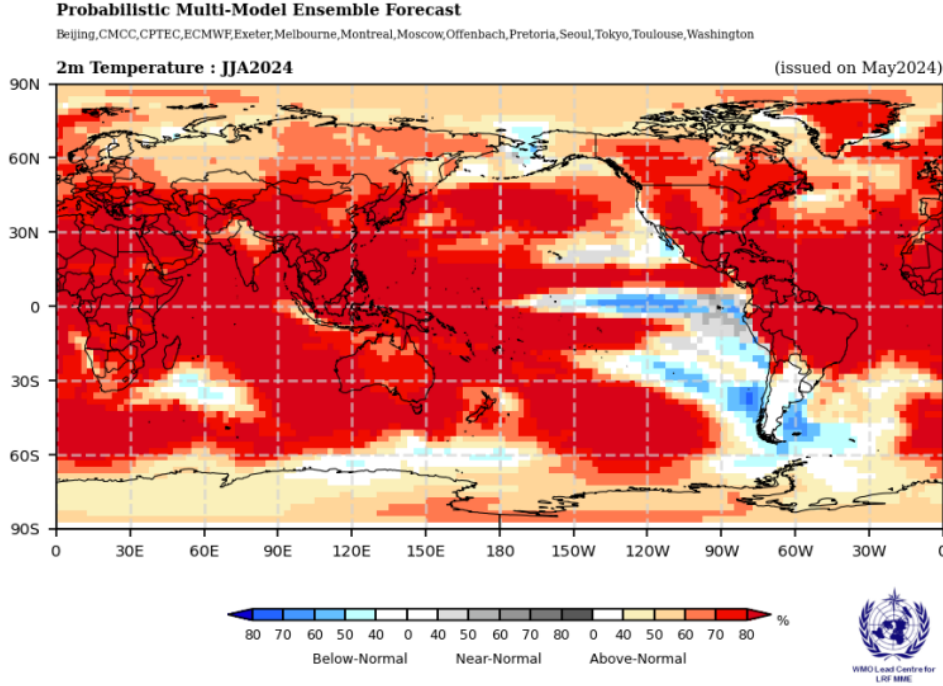 Probabilistic Multi-Model Ensemble Forecast
Beijing,CMCC,CPTEC,ECMWF,Exeter,Melbourne,Montreal,Moscow,Offenbach,Pretoria,Seoul,Tokyo,Toulouse,Washington
2m Temperature : JJA2024 (issued on May2024)
90N
60N
30N
0
30S
60S
90S
0 30E 60E 90E 120E 150E 180 150W 120W 90W 60W 30W 0
80 70 60 50 40 0 40 50 60 70 80 0 40 50 60 70 80 %
Below-Normal Near-Normal Above-Normal
WMO Lead Centre for
LRF MME